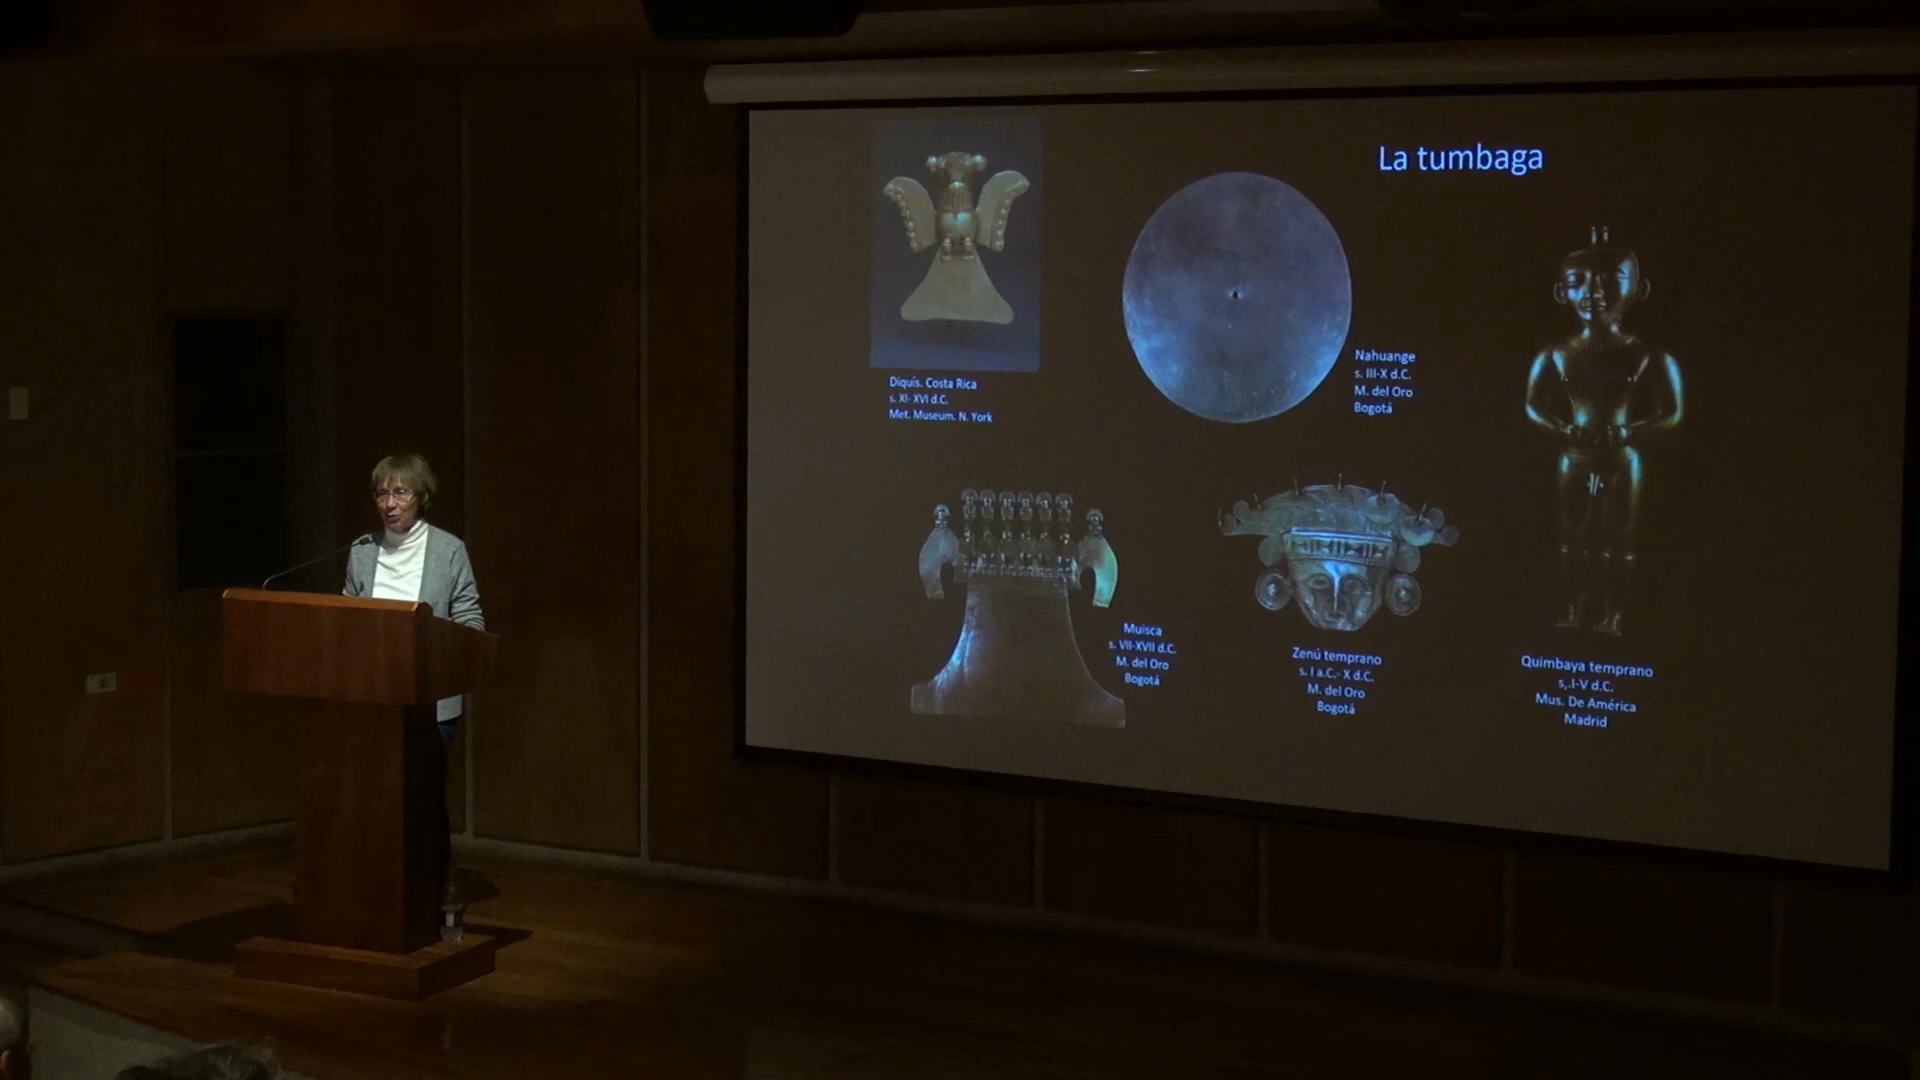 La tumbaga
Diquís. Costa Rica
s. XI- XVI d.C.
Met. Museum. N. York
Nahuange
s. III-X d.C.
M. del Oro
Bogotá
Muisca
s. VII-XVII d.C.
M. del Oro
Bogotá
Zenú temprano
s. I a.C.- X d.C.
M. del Oro
Bogotá
Quimbaya temprano
s,.I-V d.C.
Mus. De América
Madrid